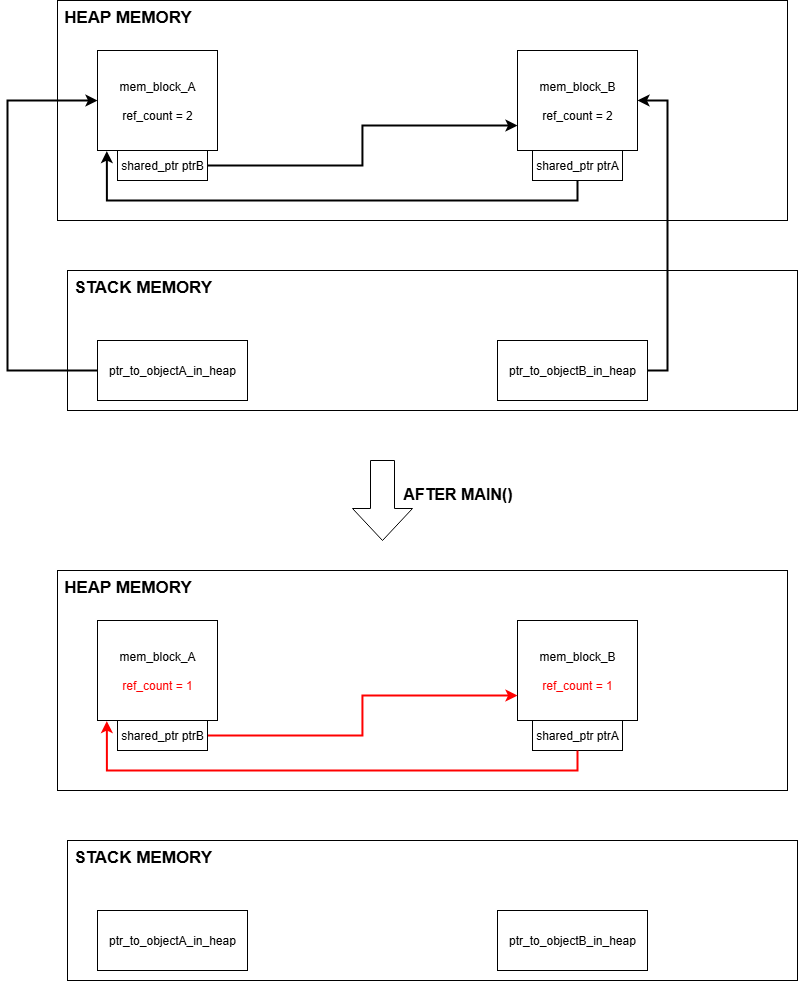 HEAP MEMORY
mem_block_A
ref_count = 2
shared_ptr ptrB
mem_block_B
ref_count = 2
shared_ptr ptrA
STACK MEMORY
ptr_to_objectA_in_heap
ptr_to_objectB_in_heap
AFTER MAIN()
HEAP MEMORY
mem_block_A
ref_count = 1
shared_ptr ptrB
mem_block_B
ref_count = 1
shared_ptr ptrA
STACK MEMORY
ptr_to_objectA_in_heap
ptr_to_objectB_in_heap